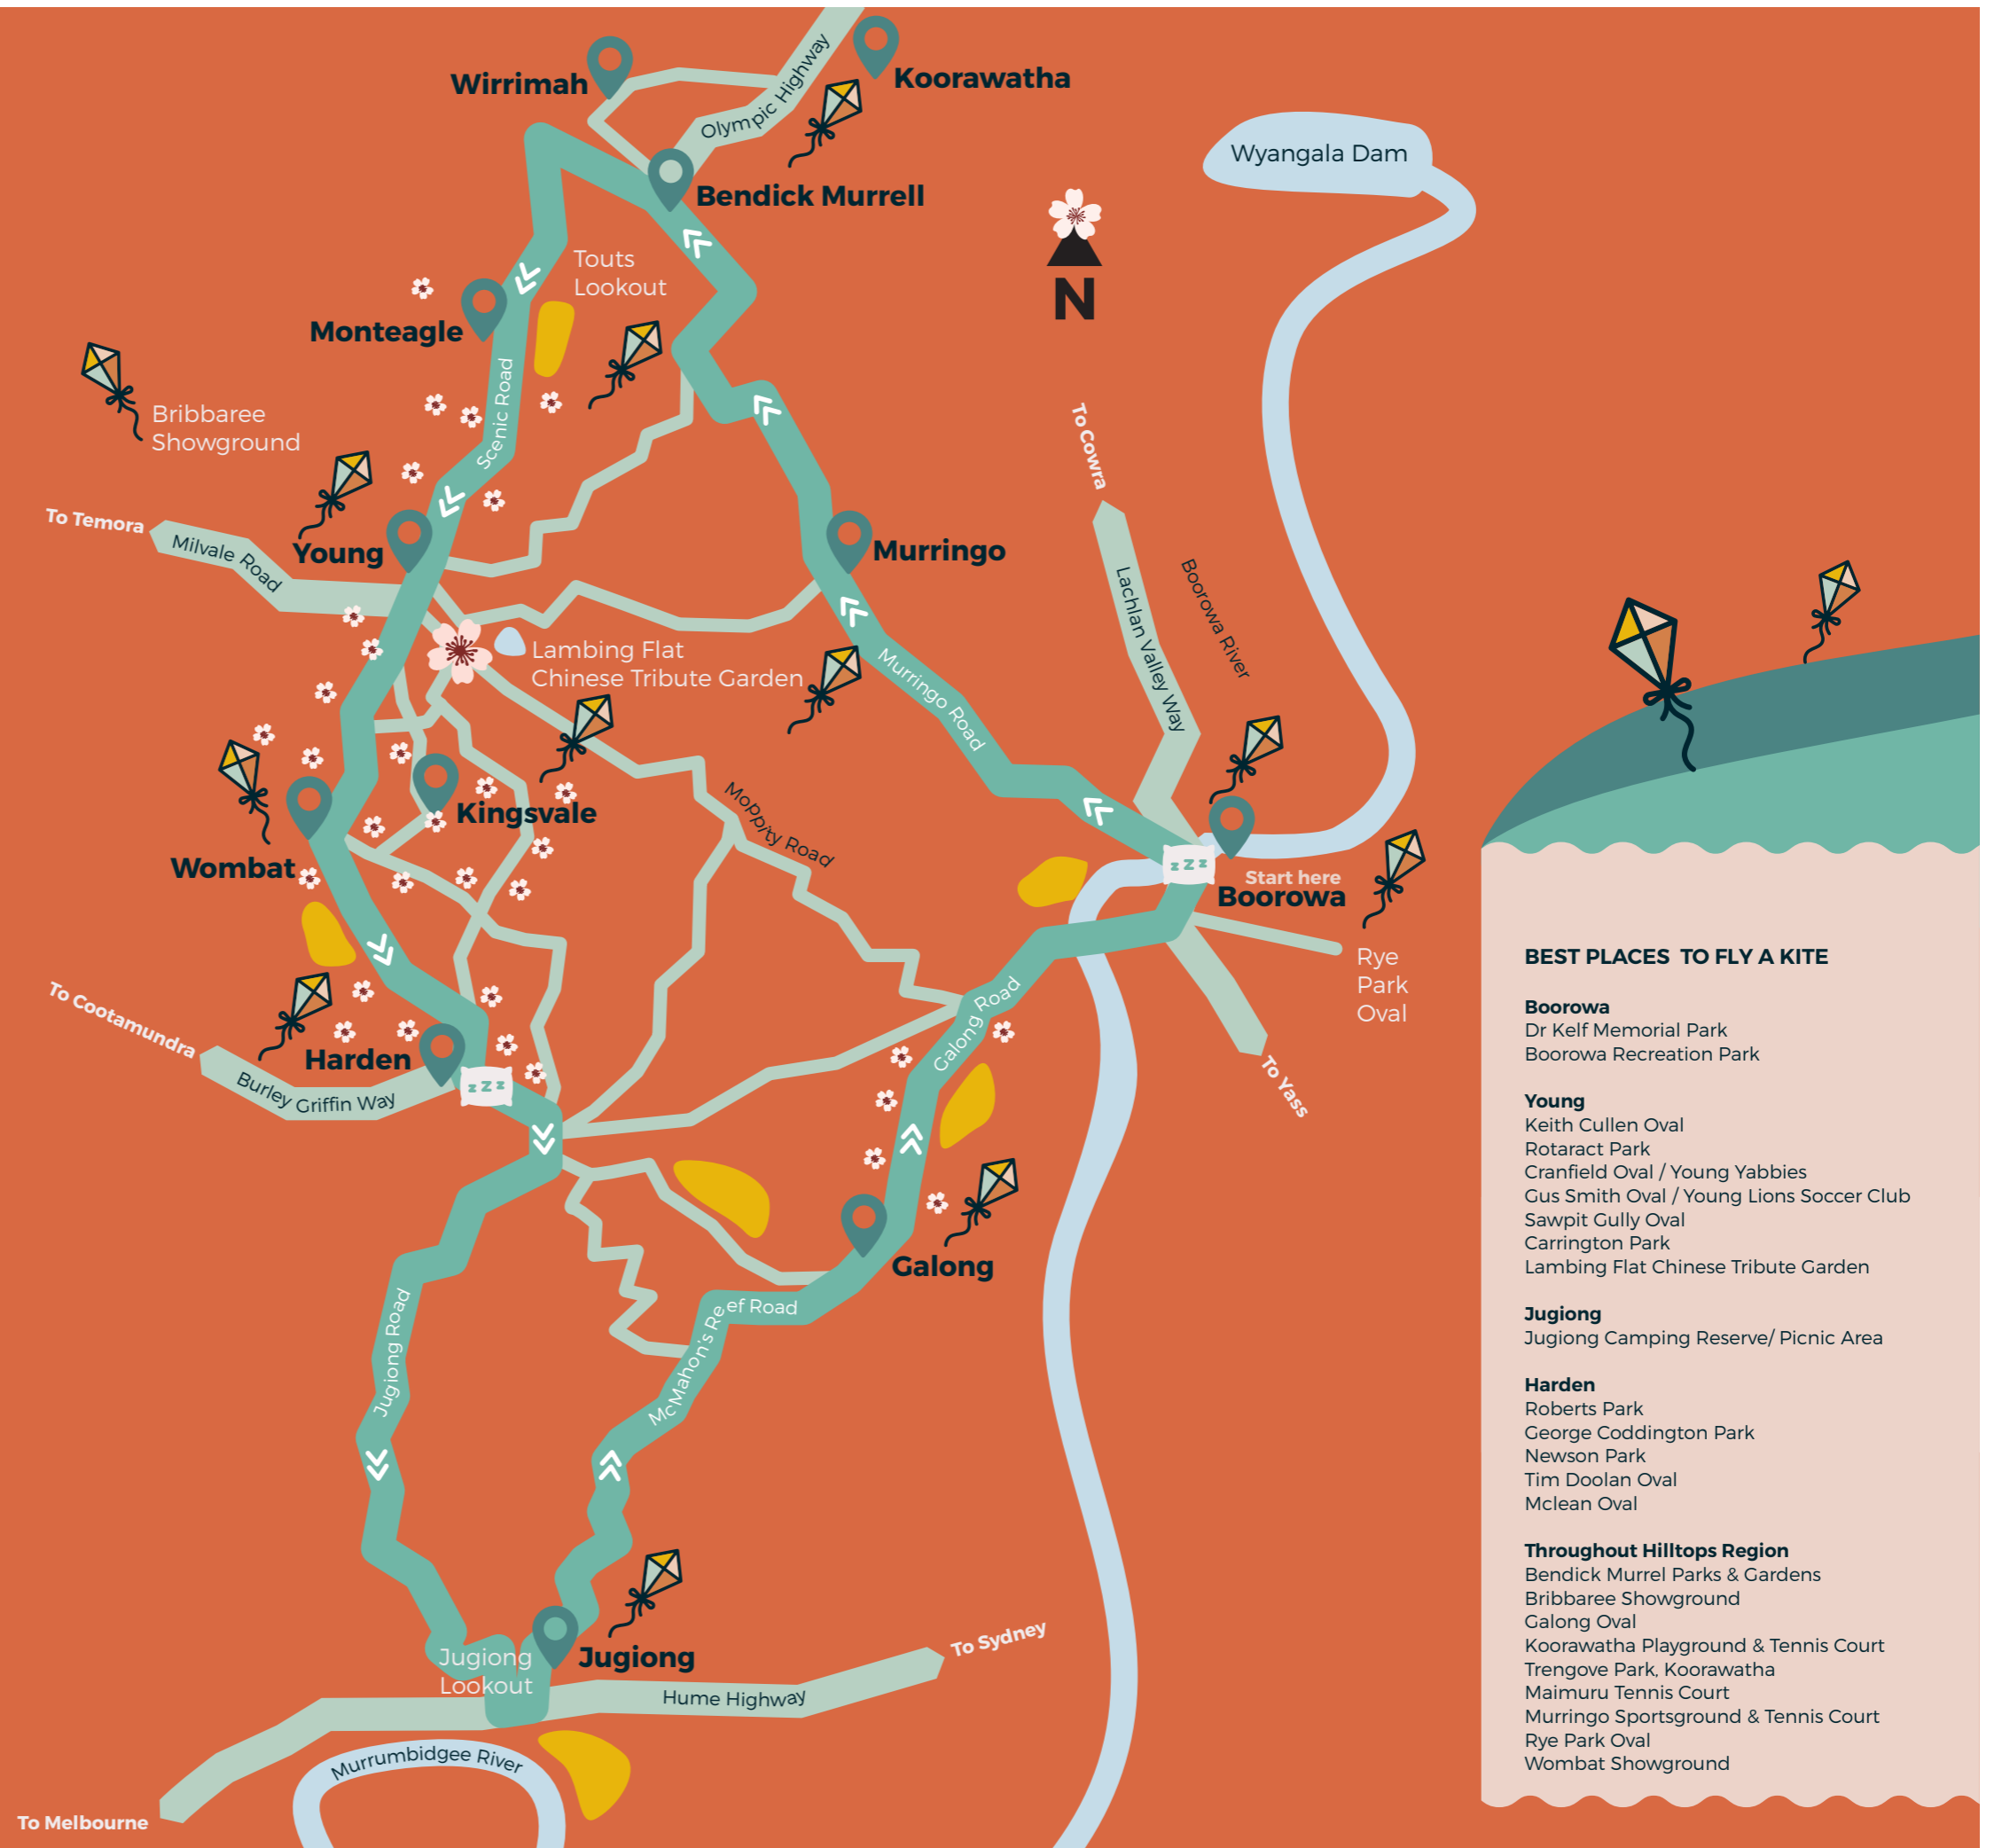 Wirrimah
Olympic Highway
Koorawatha
Wyangala Dam
Bendick Murrell
Touts
Lookout
N
Monteagle
Scenic Road
Bribbaree
Showground
To Cowra
To Temora
Milvale Road
Young
Murringo
Lachlan Valley Way
Boorowa River
Lambing Flat
Chinese Tribute Garden
Murringo Road
Kingsvale
Moppity Road
Wombat
zZz
Start here
Boorowa
Rye
Park
Oval
To Cootamundra
Galong Road
Harden
Burley Griffin Way
zZz
To Yass
Galong
Jugiong Road
McMahon's Reef Road
Jugiong
Lookout
Jugiong
To Sydney
Hume Highway
Murrumbidgee River
To Melbourne
BEST PLACES TO FLY A KITE
Boorowa
Dr Kelf Memorial Park
Boorowa Recreation Park
Young
Keith Cullen Oval
Rotaract Park
Cranfield Oval / Young Yabbies
Gus Smith Oval / Young Lions Soccer Club
Sawpit Gully Oval
Carrington Park
Lambing Flat Chinese Tribute Garden
Jugiong
Jugiong Camping Reserve/ Picnic Area
Harden
Roberts Park
George Coddington Park
Newson Park
Tim Doolan Oval
Mclean Oval
Throughout Hilltops Region
Bendick Murrel Parks & Gardens
Bribbaree Showground
Galong Oval
Koorawatha Playground & Tennis Court
Trengove Park, Koorawatha
Maimuru Tennis Court
Murringo Sportsground & Tennis Court
Rye Park Oval
Wombat Showground